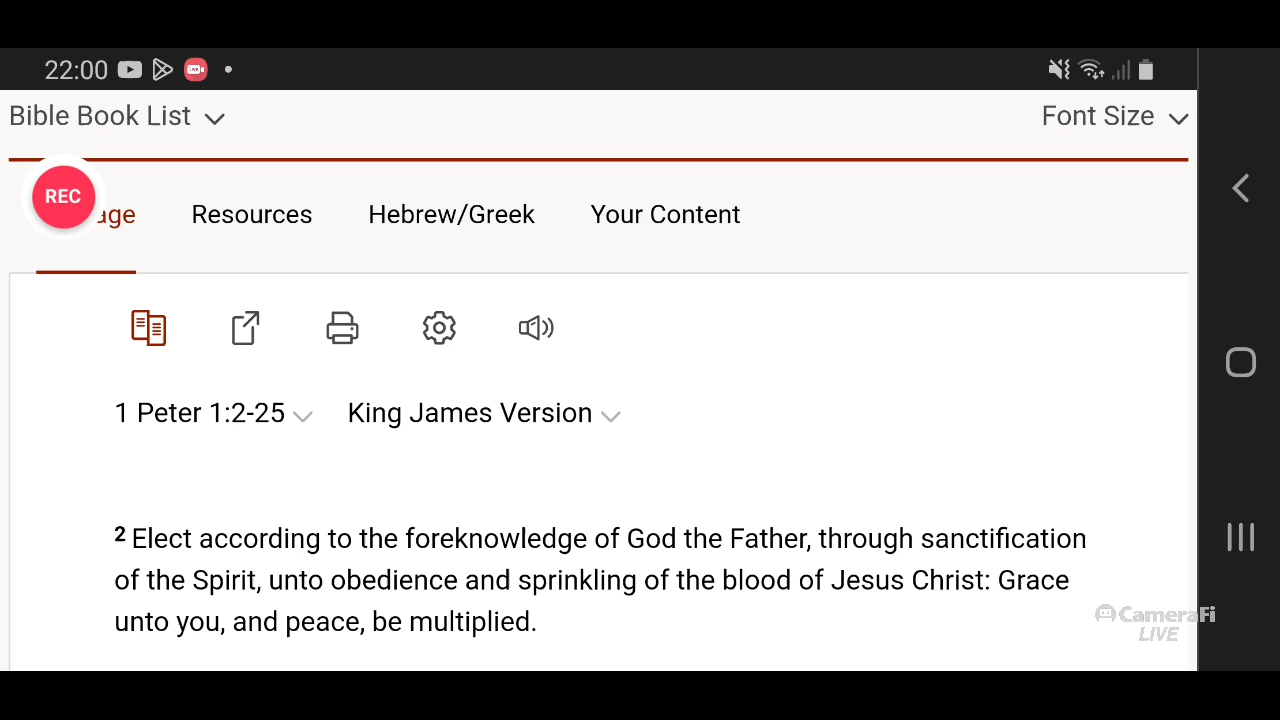 22:00
Bible Book List
Font Size
REC
age
Resources
Hebrew/Greek
Your Content
1 Peter 1:2-25
King James Version
2 Elect according to the foreknowledge of God the Father, through sanctification
of the Spirit, unto obedience and sprinkling of the blood of Jesus Christ: Grace
unto you, and peace, be multiplied.
CameraFi
LIVE